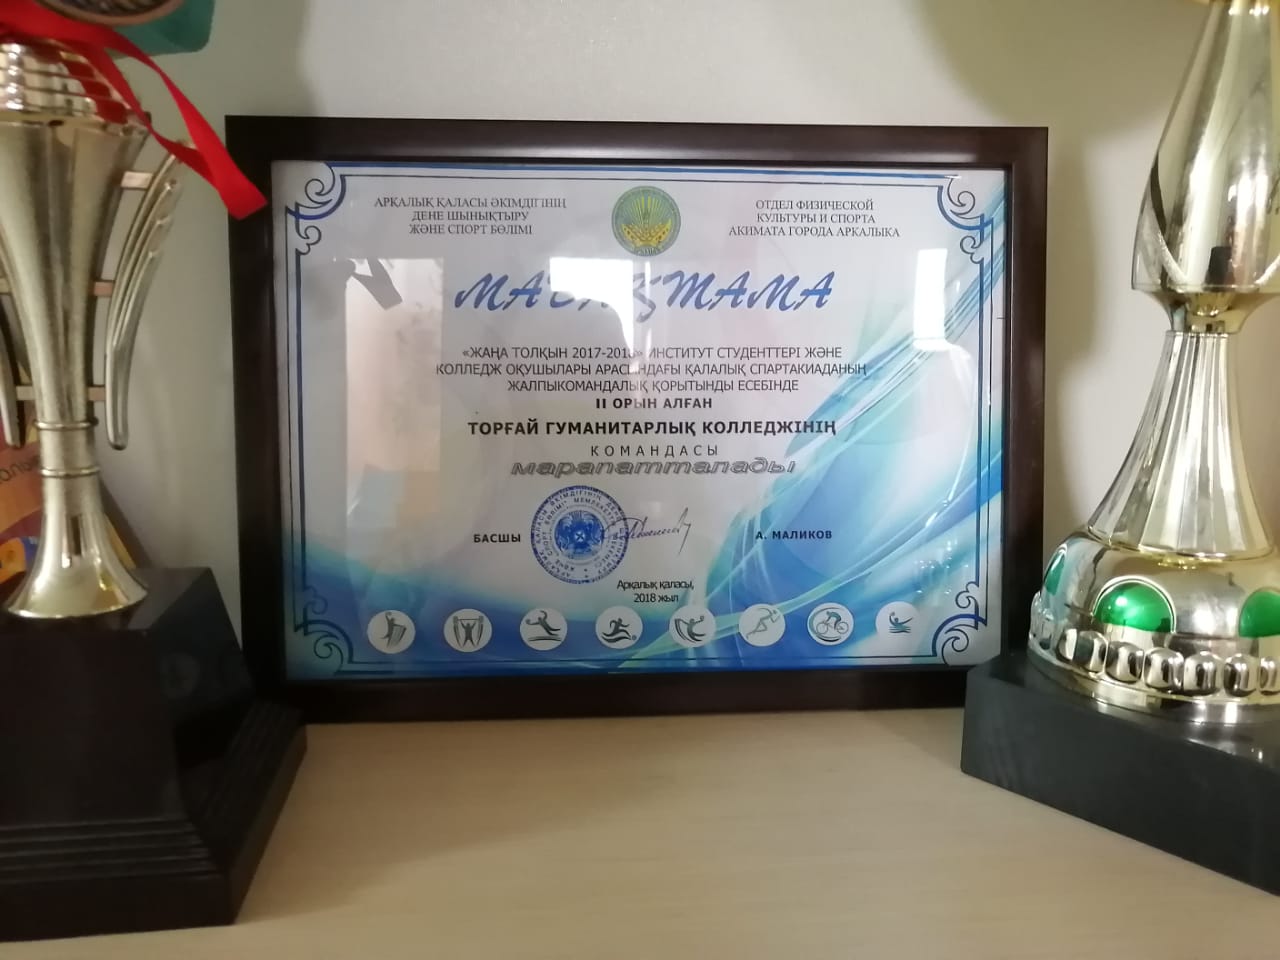 АРҚАЛЫҚ ҚАЛАСЫ ӘКІМДІГІНІҢ
ДЕНЕ ШЫНЫҚТЫРУ
ЖӘНЕ СПОРТ БӨЛІМІ
ОТДЕЛ ФИЗИЧЕСКОЙ
КУЛЬТУРЫ И СПОРТА
АКИМАТА ГОРОДА АРКАЛЫКА
МАДАҚТАМА
«ЖАҢА ТОЛҚЫН 2017-2018» ИНСТИТУТ СТУДЕНТТЕРІ ЖӘНЕ
КОЛЛЕДЖ ОҚУШЫЛАРЫ АРАСЫНДАҒЫ ҚАЛАЛЫҚ СПАРТАКИАДАНЫҢ
ЖАЛПЫКОМАНДАЛЫҚ ҚОРЫТЫНДЫ ЕСЕБІНДЕ
II ОРЫН АЛҒАН
ТОРҒАЙ ГУМАНИТАРЛЫҚ КОЛЛЕДЖІНІҢ
КОМАНДАСЫ
марапатталады
БАСШЫ
А. МАЛИКОВ
Арқалық қаласы,
2018 жыл